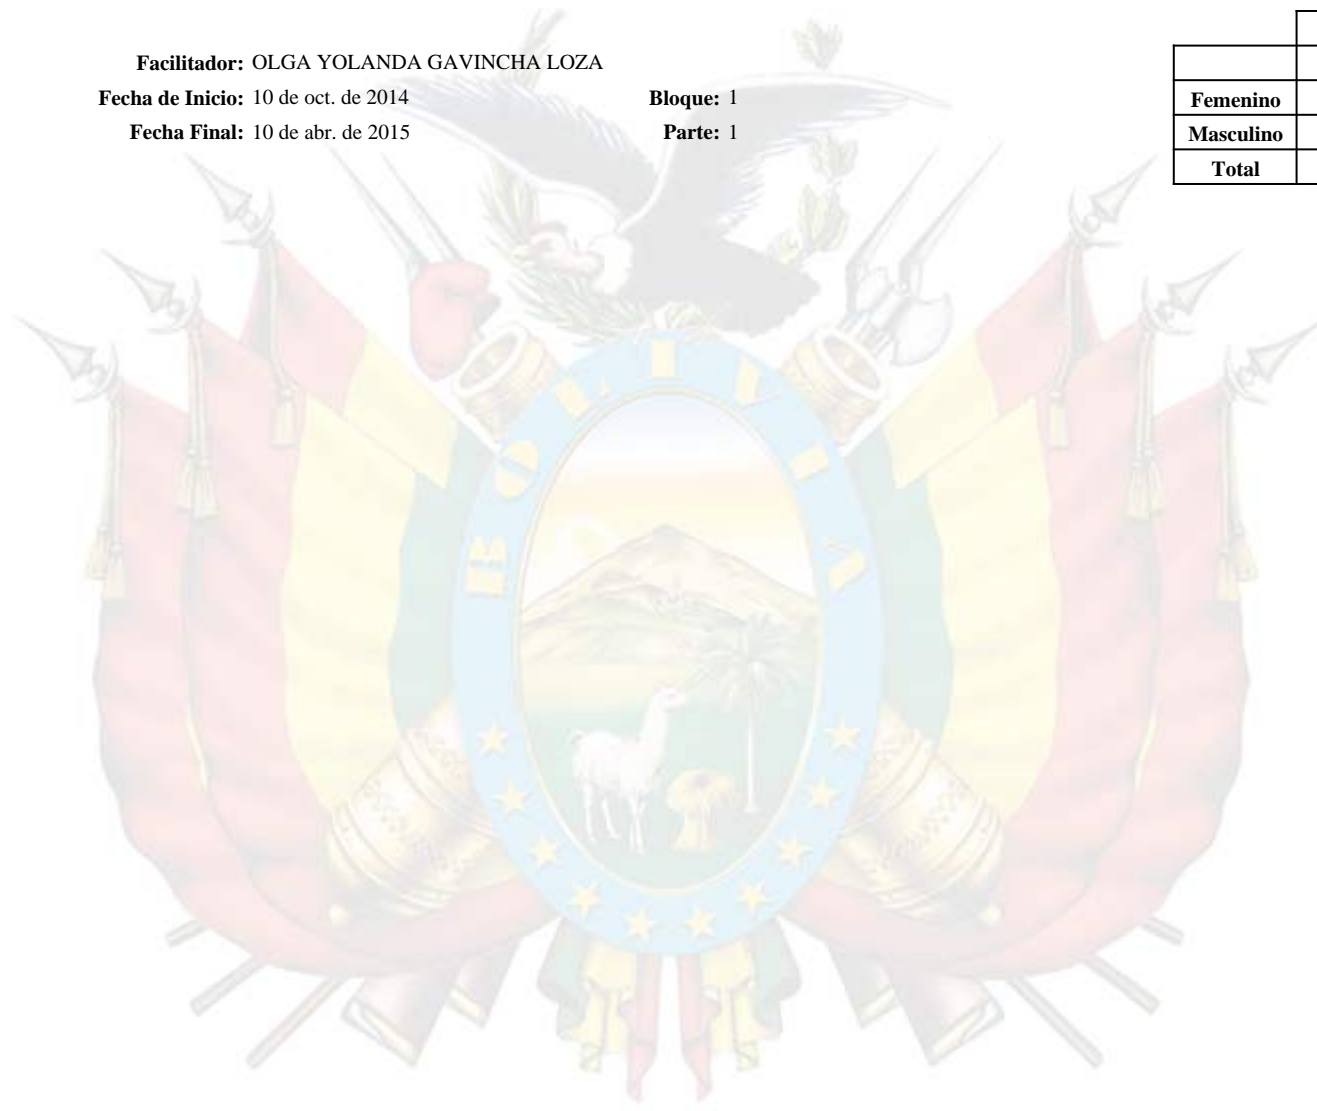 Facilitador: OLGA YOLANDA GAVINCHA LOZA
Fecha de Inicio: 10 de oct. de 2014 Bloque: 1
Fecha Final: 10 de abr. de 2015 Parte: 1
Femenino
Masculino
Total
BOLIVIA